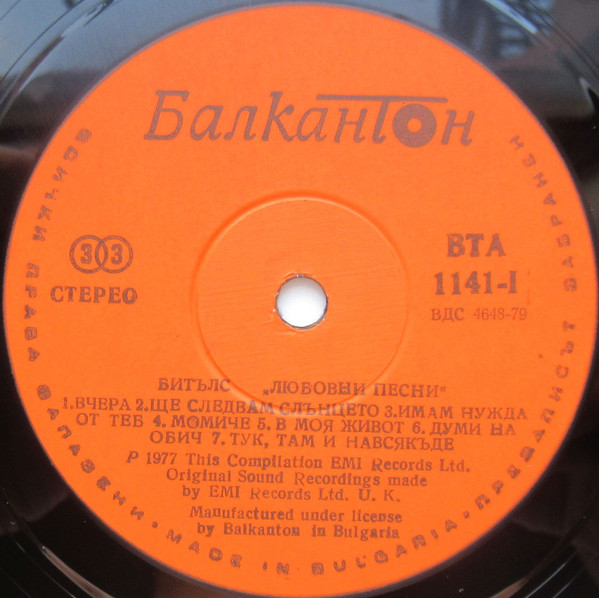 Балкантон
ВСИЧКИ ПРАВА ЗАПАЗЕНИ • MADE IN BULGARIA • ПРЕЗАПИСЪТ ЗАБРАНЕН
33
СТЕРЕО
ВТА
1141-I
ВДС 4648-79
БИТЪЛС „ЛЮБОВНИ ПЕСНИ“
1.ВЧЕРА 2.ЩЕ СЛЕДВАМ СЛЪНЦЕТО 3.ИМАМ НУЖДА
ОТ ТЕБ 4. МОМИЧЕ 5. В МОЯ ЖИВОТ 6. ДУМИ НА
ОБИЧ 7. ТУК, ТАМ И НАВСЯКЪДЕ
P 1977 This Compilation EMI Records Ltd.
Original Sound Recordings made
by EMI Records Ltd. U. K.
Manufactured under license
by Balkanton in Bulgaria